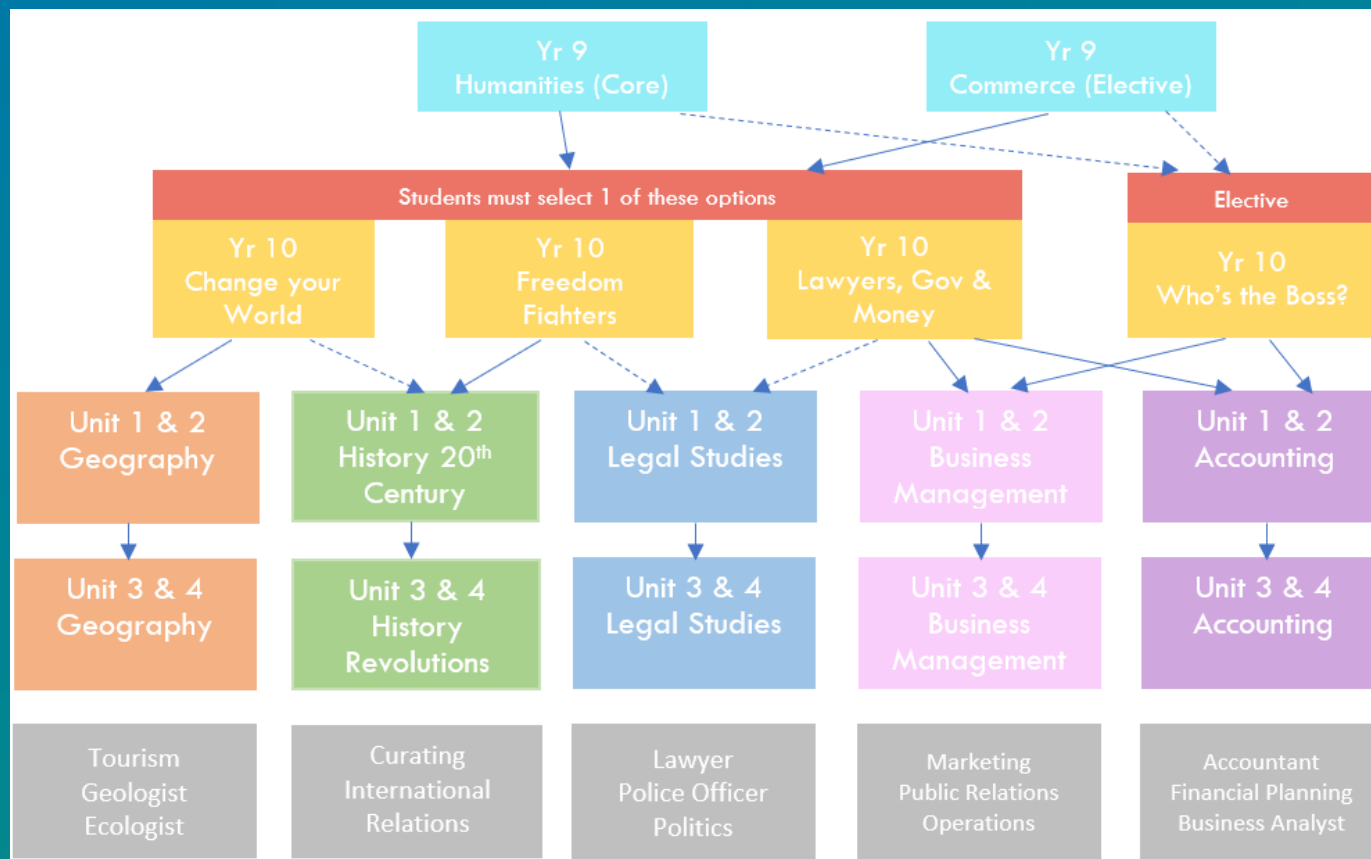 Yr 9
Humanities (Core)
Yr 9
Commerce (Elective)
Students must select 1 of these options
Elective
Yr 10
Change your
World
Yr 10
Freedom
Fighters
Yr 10
Lawyers, Gov &
Money
Yr 10
Who's the Boss?
Unit 1 & 2
Geography
Unit 1 & 2
History 20th
Century
Unit 1 & 2
Legal Studies
Unit 1 & 2
Business
Management
Unit 1 & 2
Accounting
Unit 3 & 4
Geography
Unit 3 & 4
History
Revolutions
Unit 3 & 4
Legal Studies
Unit 3 & 4
Business
Management
Unit 3 & 4
Accounting
Tourism
Geologist
Ecologist
Curating
International
Relations
Lawyer
Police Officer
Politics
Marketing
Public Relations
Operations
Accountant
Financial Planning
Business Analyst